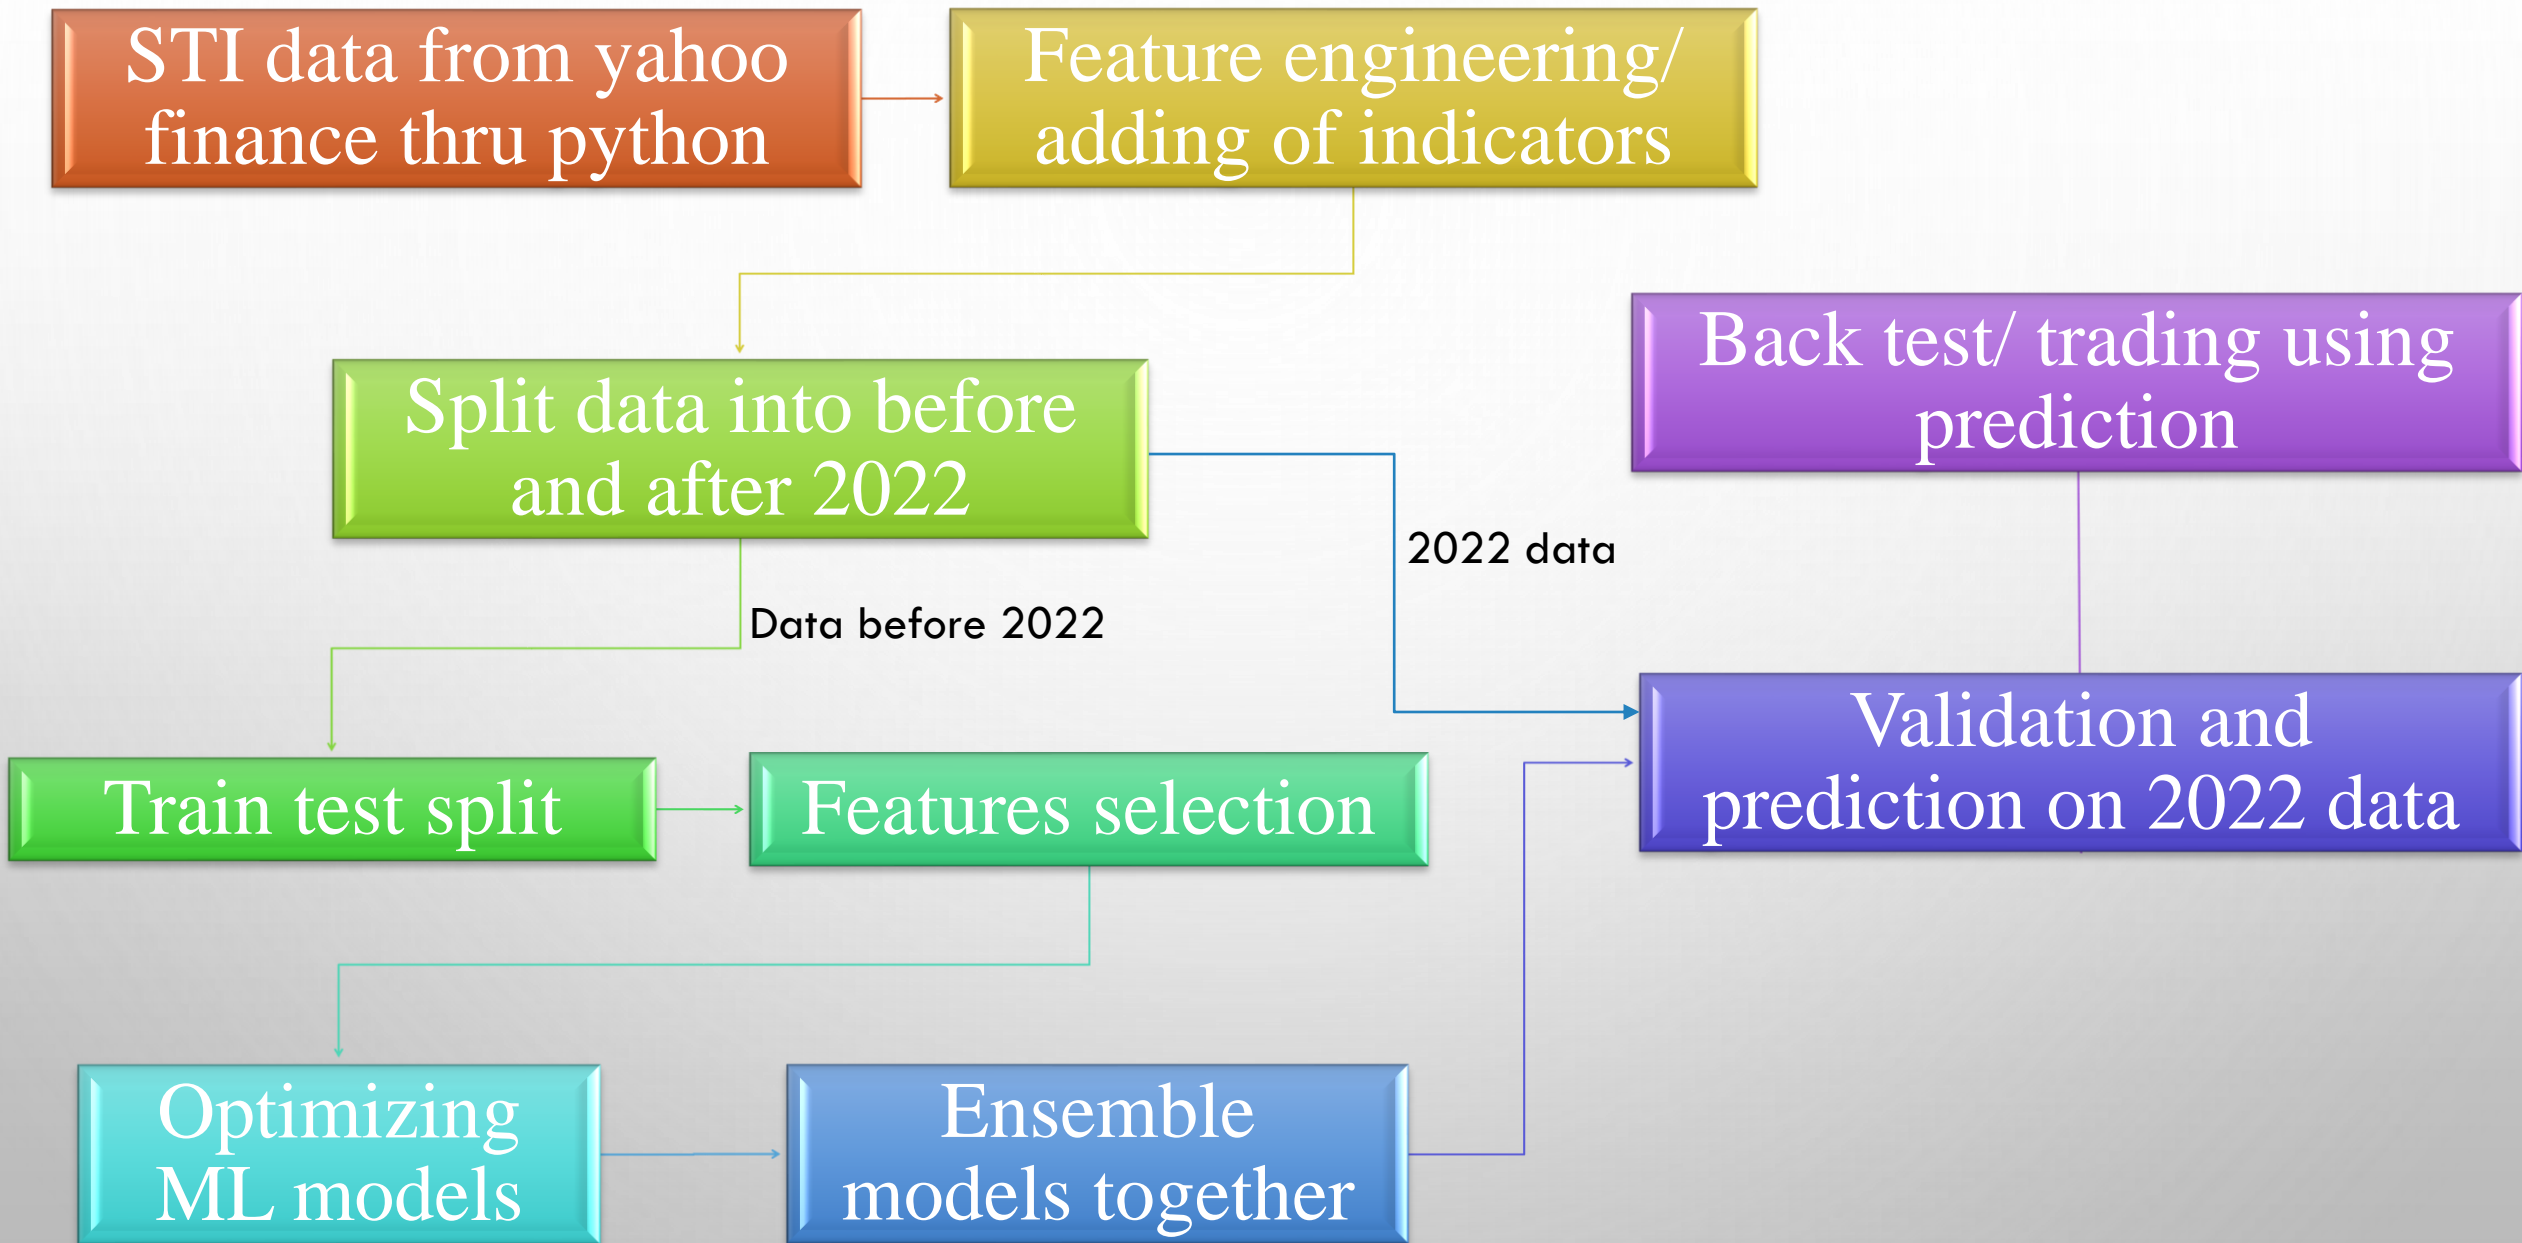 STI data from yahoo
finance thru python
Feature engineering/
adding of indicators
Split data into before
and after 2022
Back test/ trading using
prediction
2022 data
Data before 2022
Train test split
Features selection
Validation and
prediction on 2022 data
Optimizing
ML models
Ensemble
models together